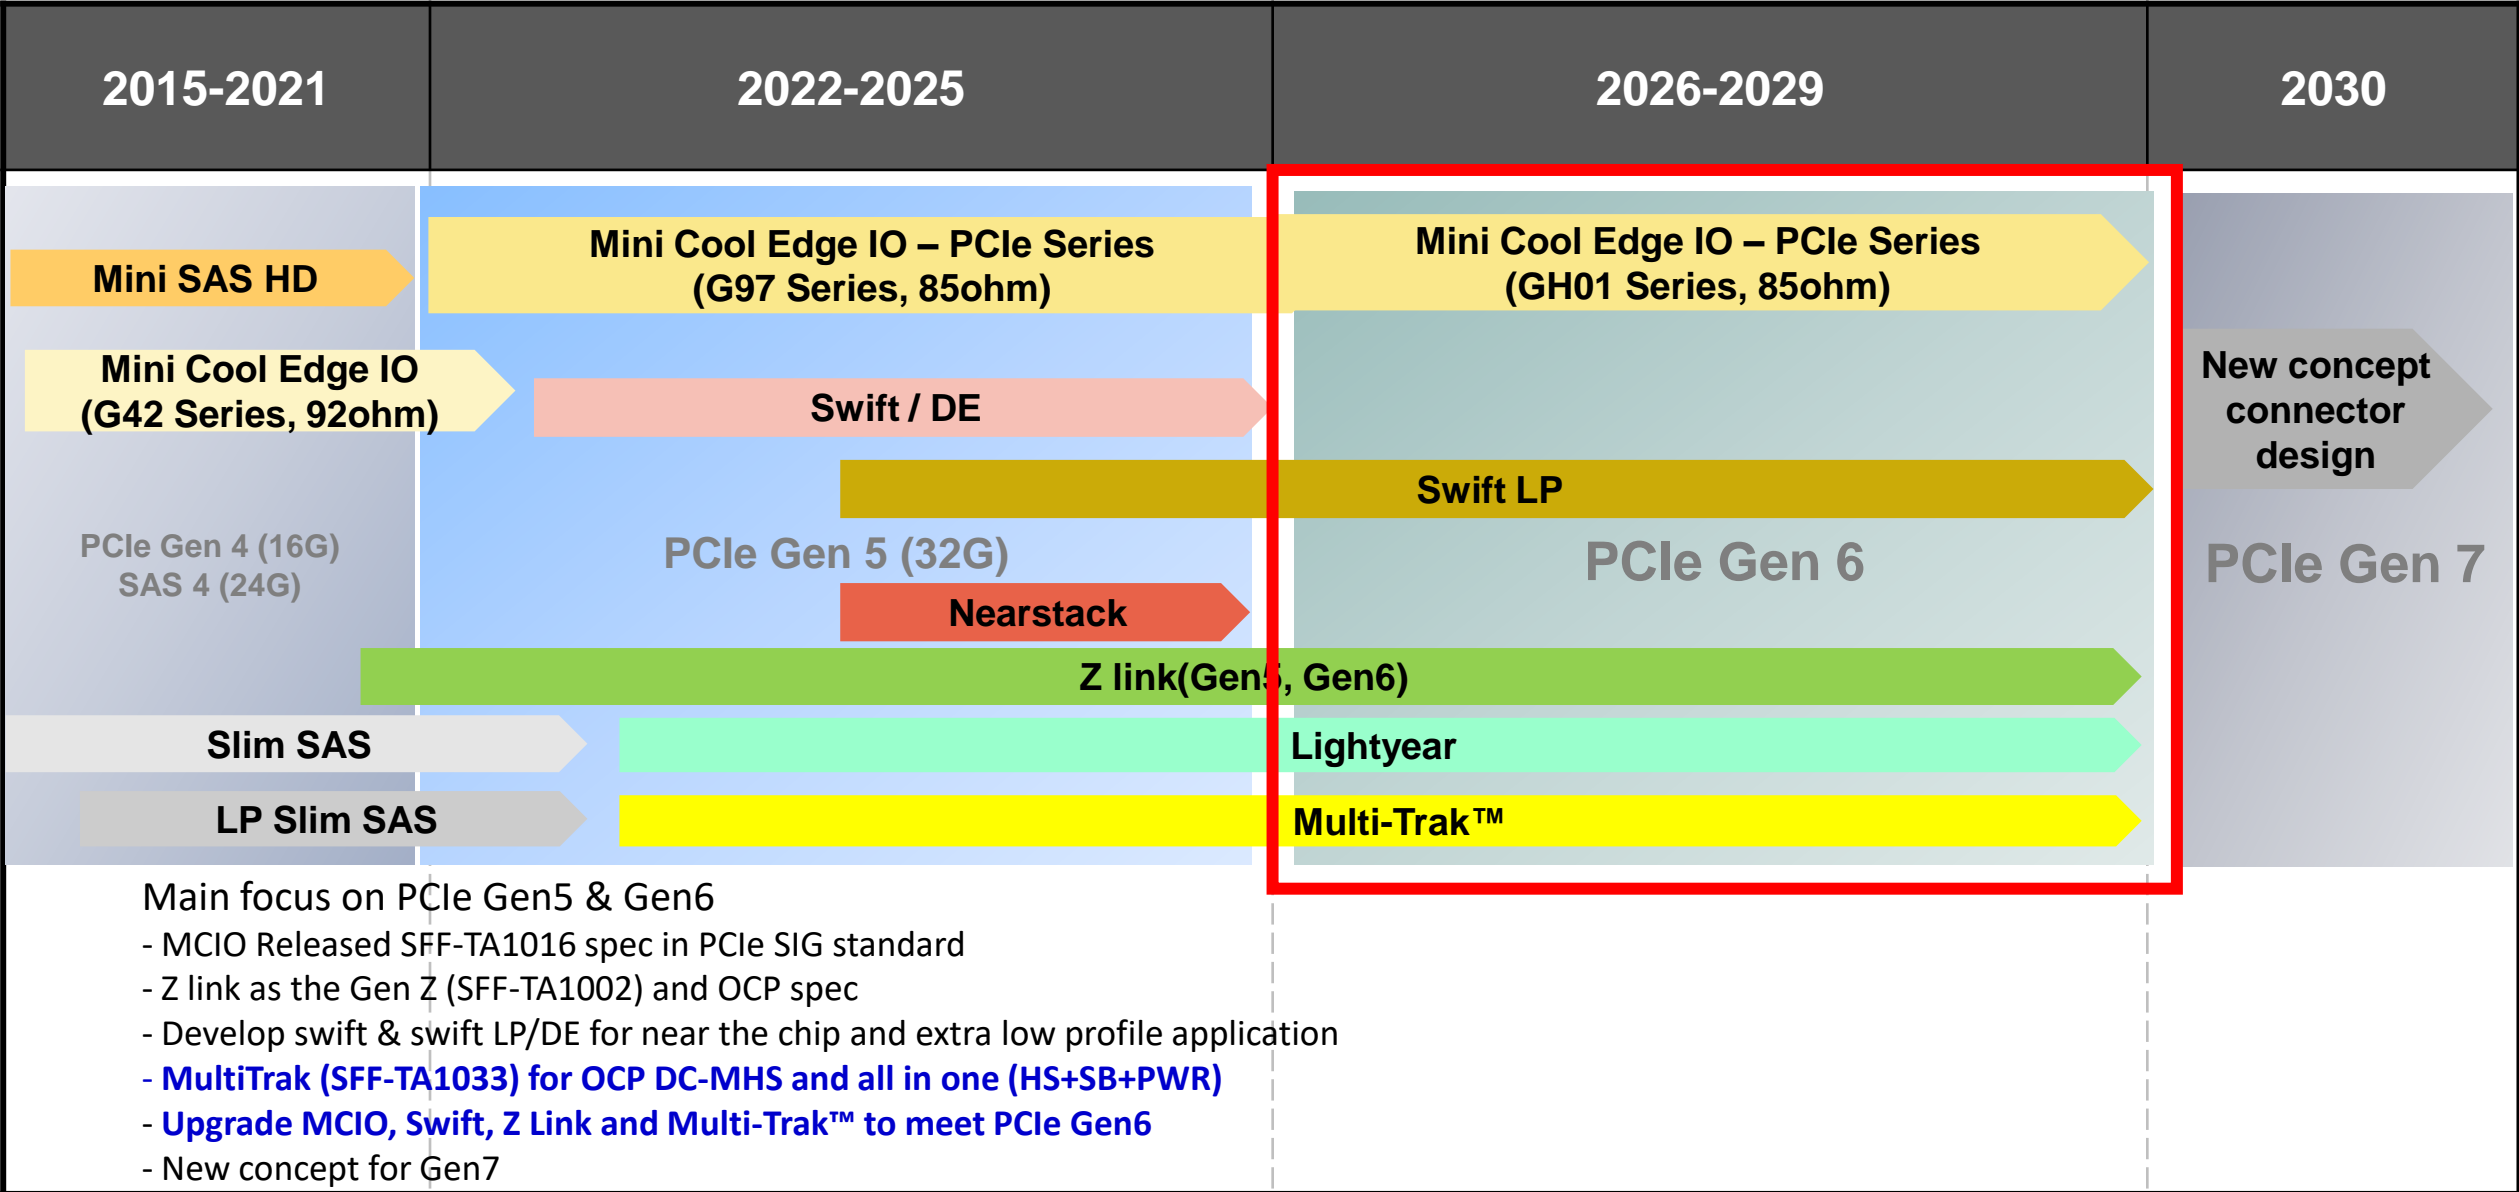 2015-2021
2022-2025
2026-2029
2030
Mini SAS HD
Mini Cool Edge IO – PCIe Series
(G97 Series, 85ohm)
Mini Cool Edge IO – PCIe Series
(GH01 Series, 85ohm)
Mini Cool Edge IO
(G42 Series, 92ohm)
Swift / DE
New concept
connector
design
Swift LP
PCIe Gen 4 (16G)
SAS 4 (24G)
PCIe Gen 5 (32G)
PCIe Gen 6
PCIe Gen 7
Nearstack
Z link(Gen5, Gen6)
Slim SAS
Lightyear
LP Slim SAS
Multi-Trak™
Main focus on PCIe Gen5 & Gen6
- MCIO Released SFF-TA1016 spec in PCIe SIG standard
- Z link as the Gen Z (SFF-TA1002) and OCP spec
- Develop swift & swift LP/DE for near the chip and extra low profile application
- MultiTrak (SFF-TA1033) for OCP DC-MHS and all in one (HS+SB+PWR)
- Upgrade MCIO, Swift, Z Link and Multi-Trak™ to meet PCIe Gen6
- New concept for Gen7